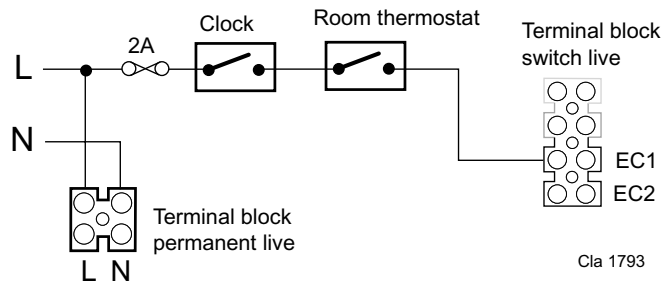 Clock
Room thermostat
Terminal block
switch live
2A
L
N
EC1
EC2
Terminal block
permanent live
L N
Cla 1793